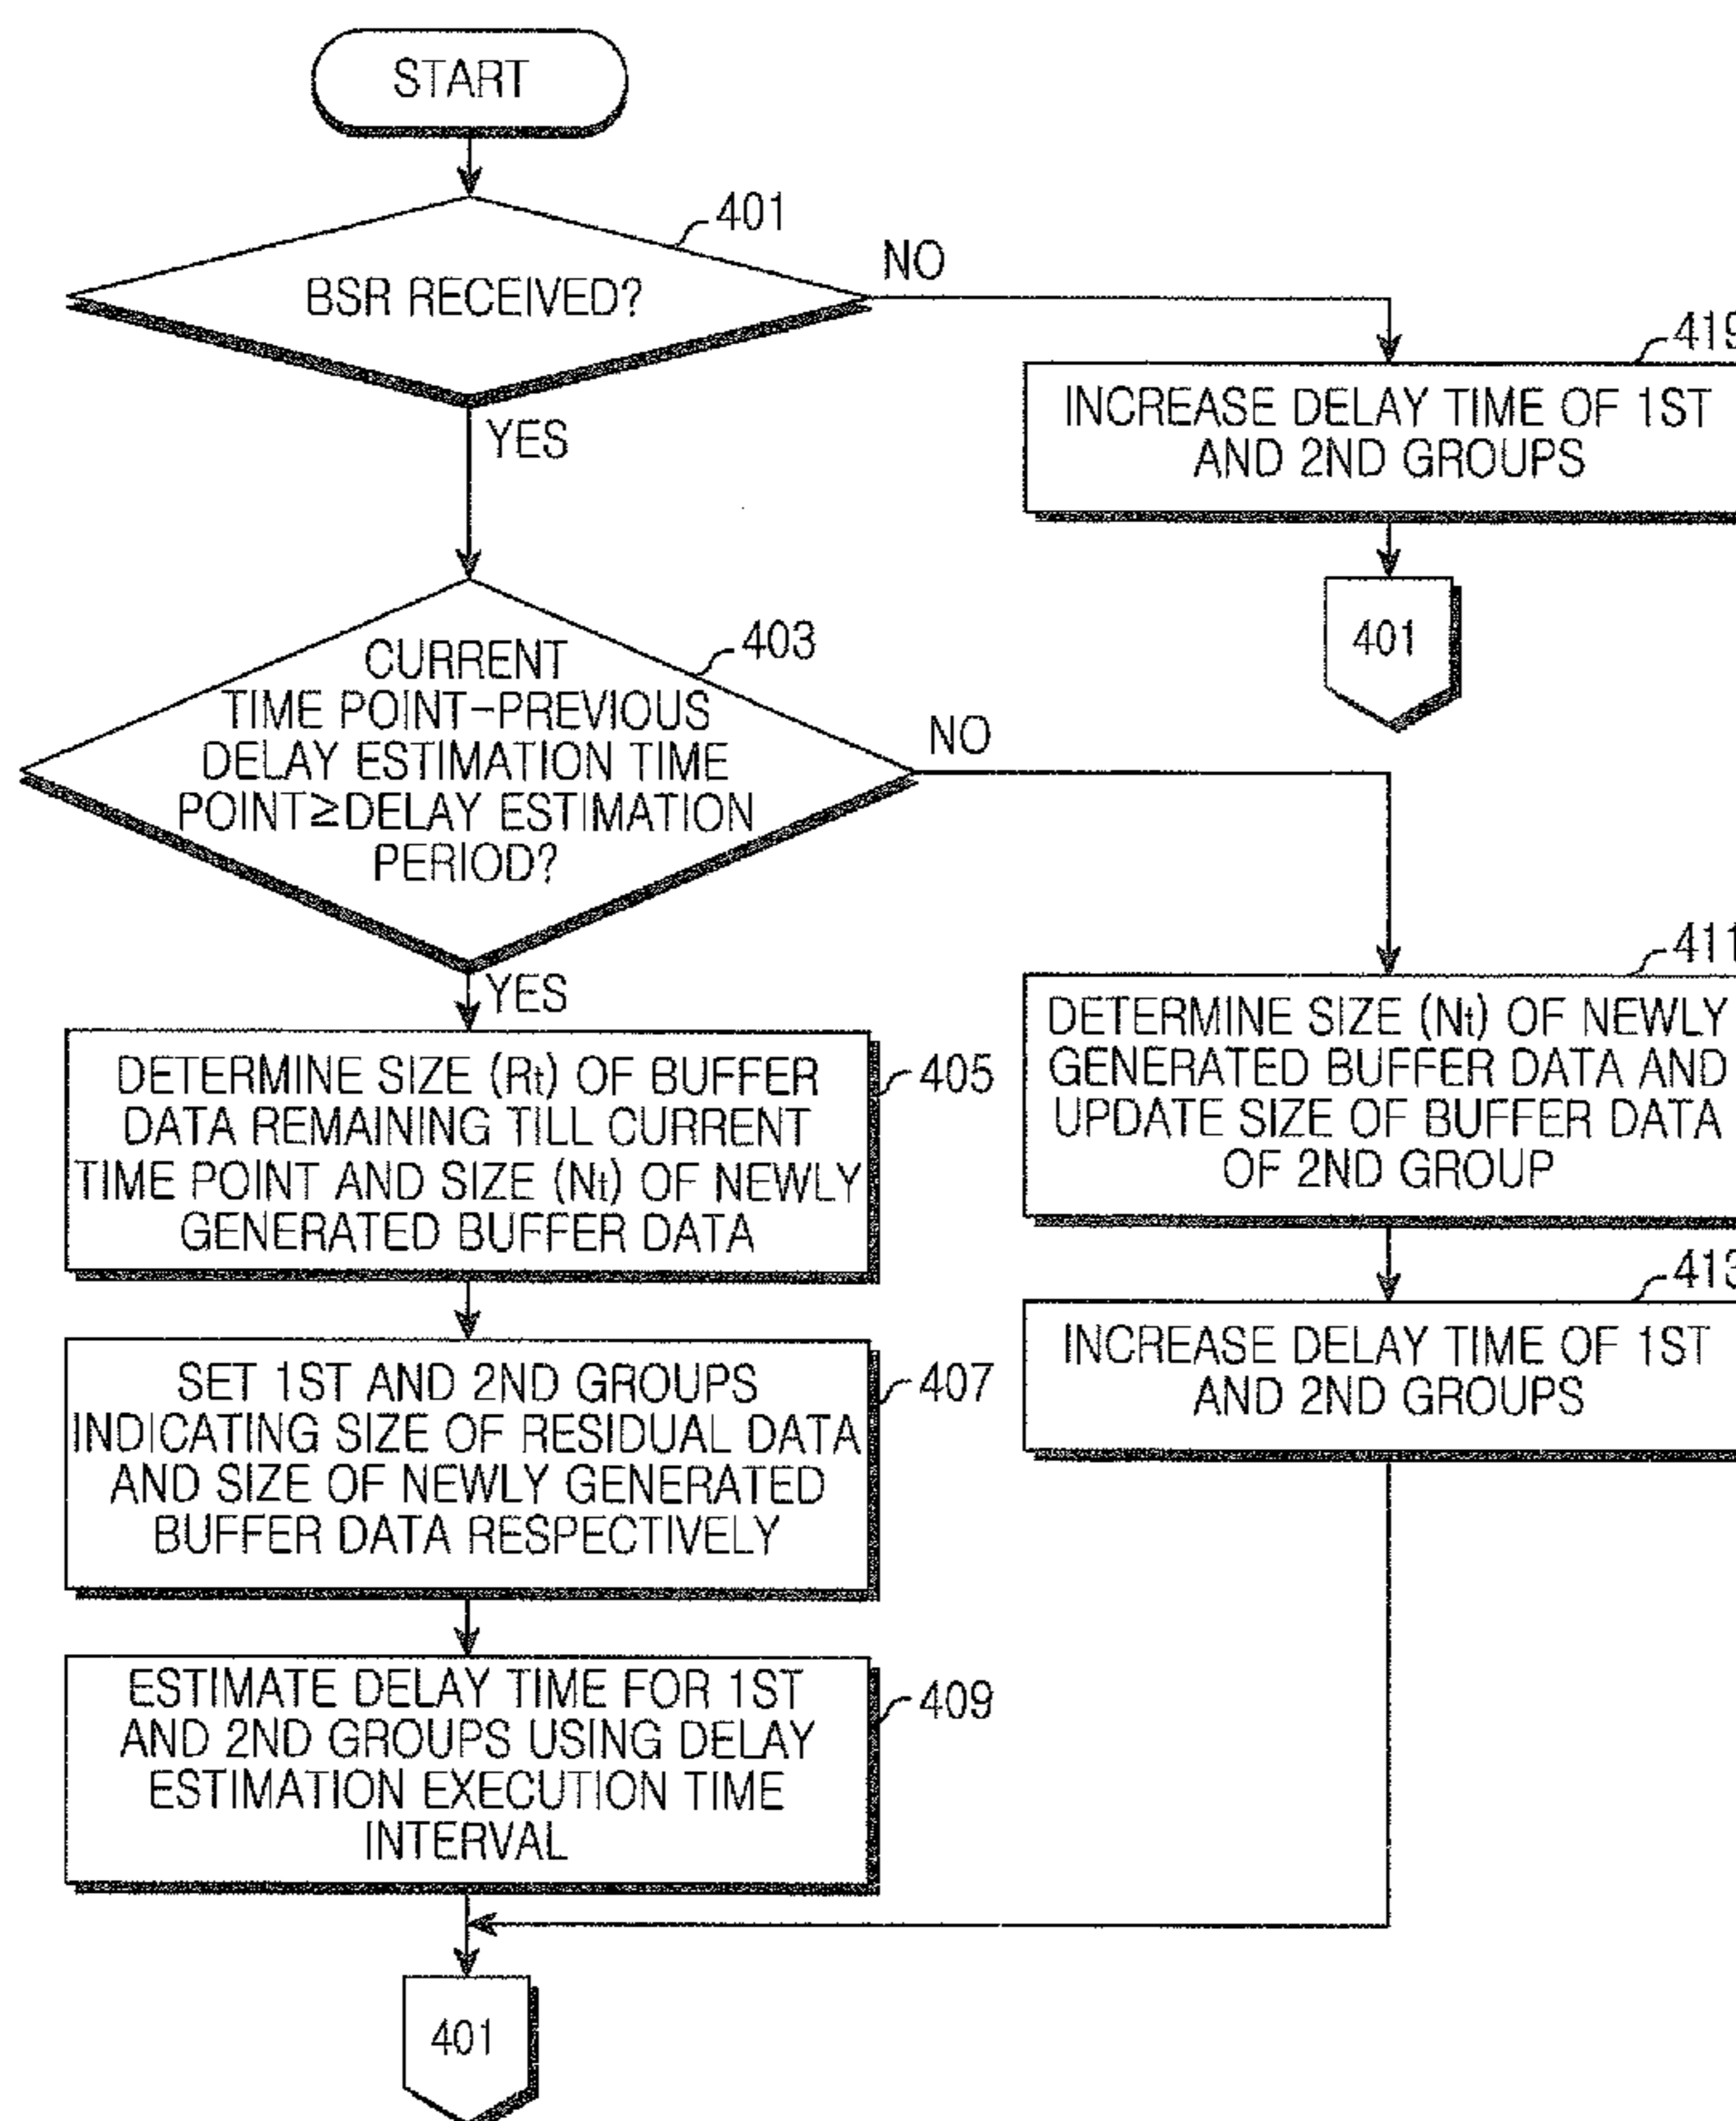 START
401
BSR RECEIVED?
NO
YES
419
INCREASE DELAY TIME OF 1ST
AND 2ND GROUPS
401
403
CURRENT
TIME POINT-PREVIOUS
DELAY ESTIMATION TIME
POINT≥DELAY ESTIMATION
PERIOD?
NO
YES
405
DETERMINE SIZE (Rt) OF BUFFER
DATA REMAINING TILL CURRENT
TIME POINT AND SIZE (Nt) OF NEWLY
GENERATED BUFFER DATA
411
DETERMINE SIZE (Nt) OF NEWLY
GENERATED BUFFER DATA AND
UPDATE SIZE OF BUFFER DATA
OF 2ND GROUP
407
SET 1ST AND 2ND GROUPS
INDICATING SIZE OF RESIDUAL DATA
AND SIZE OF NEWLY GENERATED
BUFFER DATA RESPECTIVELY
413
INCREASE DELAY TIME OF 1ST
AND 2ND GROUPS
409
ESTIMATE DELAY TIME FOR 1ST
AND 2ND GROUPS USING DELAY
ESTIMATION EXECUTION TIME
INTERVAL
401